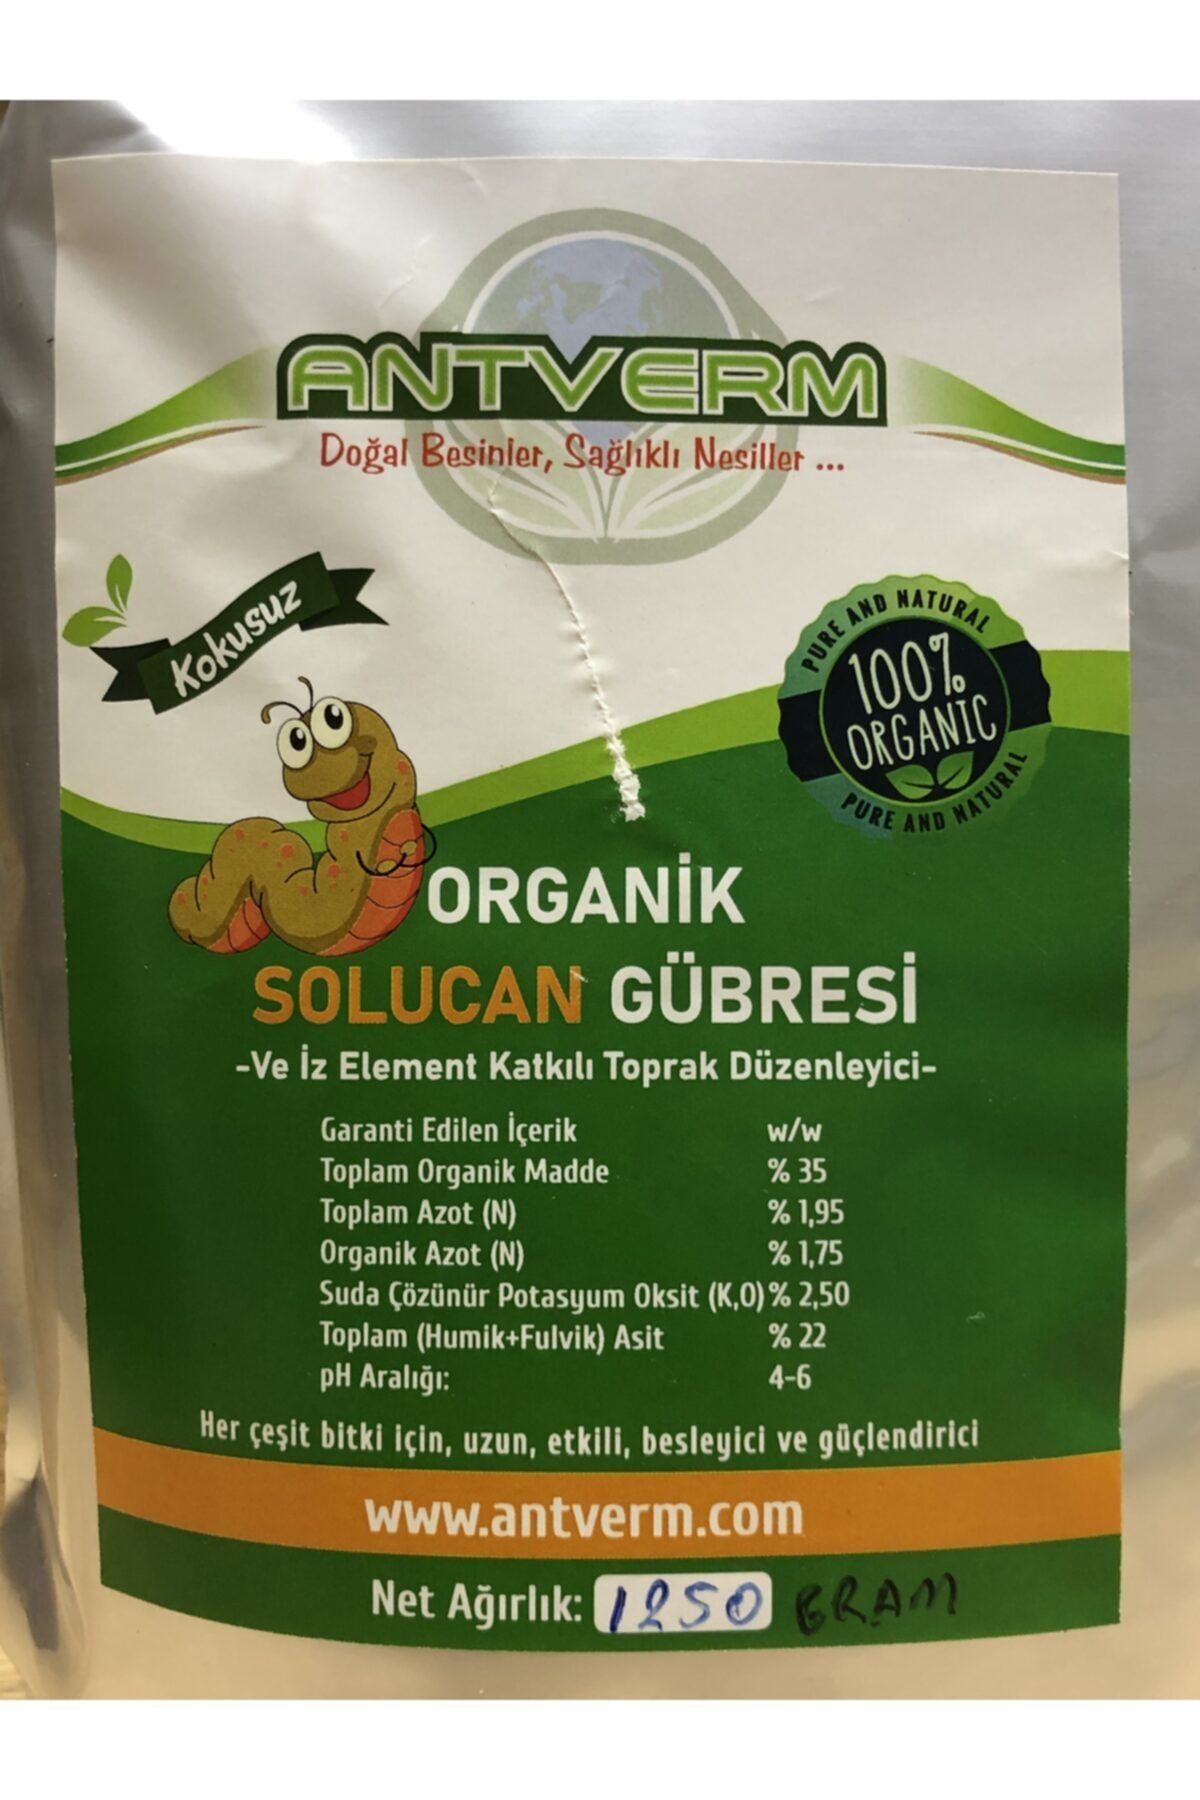 ANTVERM
Doğal Besinler, Sağlıklı Nesiller ...
Kokusuz
PURE AND NATURAL
100%
ORGANIC
PURE AND NATURAL
ORGANİK
SOLUCAN GÜBRESİ
-Ve İz Element Katkılı Toprak Düzenleyici-
Garanti Edilen İçerik w/w
Toplam Organik Madde % 35
Toplam Azot (N) % 1,95
Organik Azot (N) % 1,75
Suda Çözünür Potasyum Oksit (K,O) % 2,50
Toplam (Humik+Fulvik) Asit % 22
pH Aralığı: 4-6
Her çeşit bitki için, uzun, etkili, besleyici ve güçlendirici
www.antverm.com
Net Ağırlık: 1250 GRAM